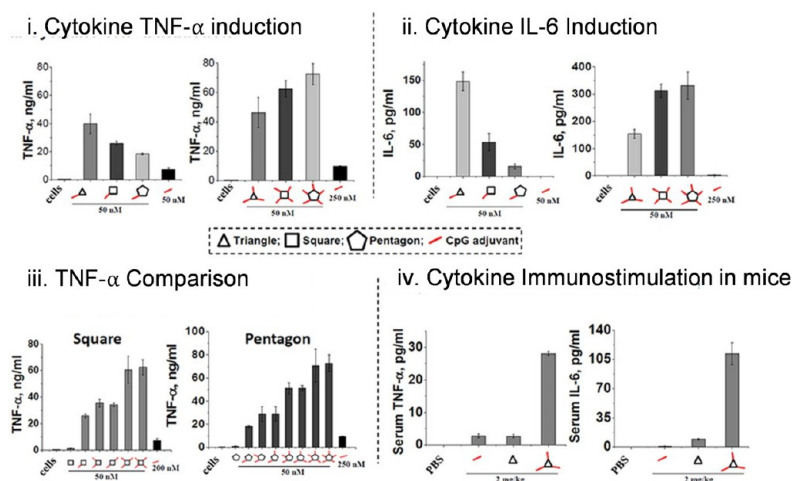 i. Cytokine TNF-α induction
ii. Cytokine IL-6 Induction
TNF-α, ng/ml
80
60
40
20
0
cells
50 nM
50 nM
TNF-α, ng/ml
80
60
40
20
0
cells
50 nM
250 nM
IL-6, pg/ml
150
100
50
0
cells
50 nM
50 nM
IL-6, pg/ml
400
300
200
100
0
cells
50 nM
250 nM
Triangle; Square; Pentagon; CpG adjuvant
iii. TNF-α Comparison
iv. Cytokine Immunostimulation in mice
Square
TNF-α, ng/ml
80
60
40
20
0
cells
50 nM
200 nM
Pentagon
TNF-α, ng/ml
100
80
60
40
20
0
cells
50 nM
250 nM
Serum TNF-α, pg/ml
30
20
10
0
PBS
2 mg/kg
Serum IL-6, pg/ml
140
105
70
35
0
PBS
2 mg/kg